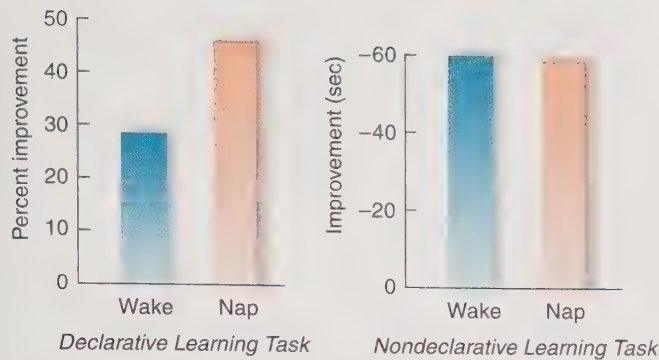 Percent improvement
50
40
30
20
10
0
Wake
Nap
Declarative Learning Task
Improvement (sec)
–60
–40
–20
0
Wake
Nap
Nondeclarative Learning Task